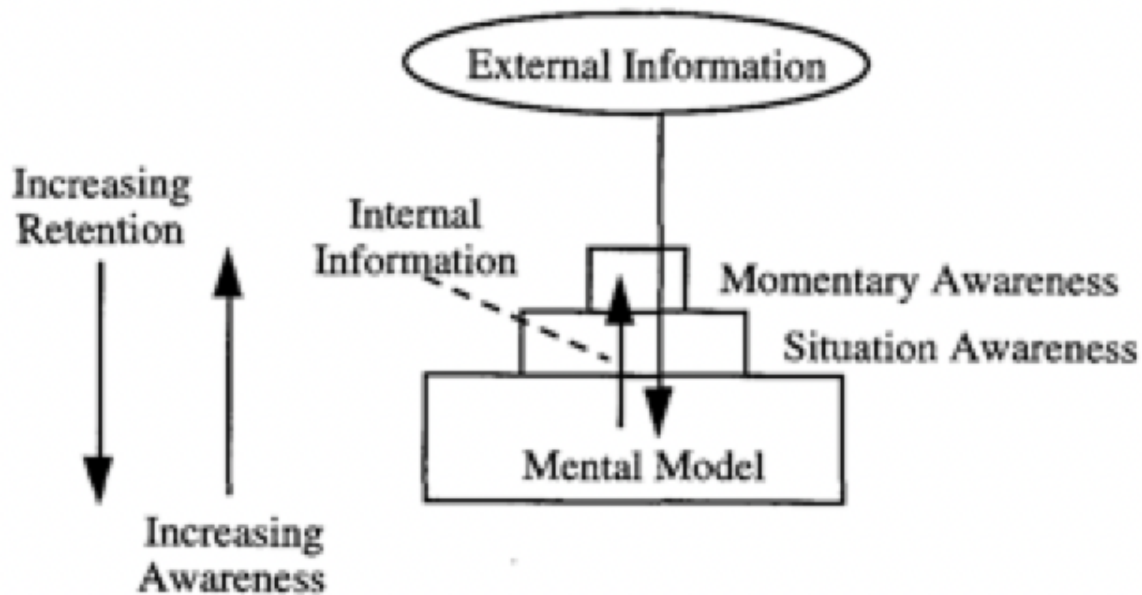 External Information
Increasing
Retention
Internal
Information
Momentary Awareness
Situation Awareness
Mental Model
Increasing
Awareness